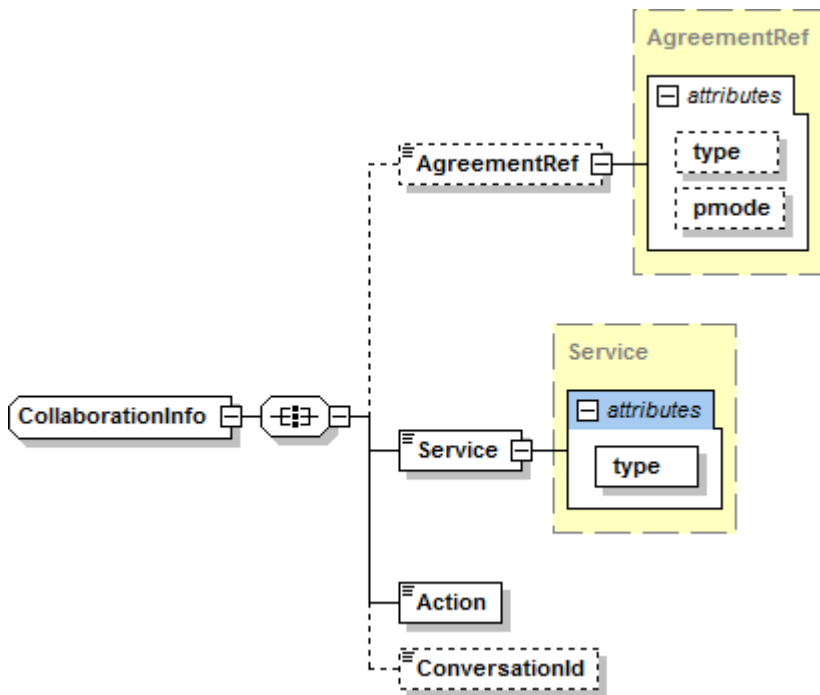 AgreementRef
attributes
AgreementRef
type
pmode
Service
CollaborationInfo
attributes
Service
type
Action
ConversationId